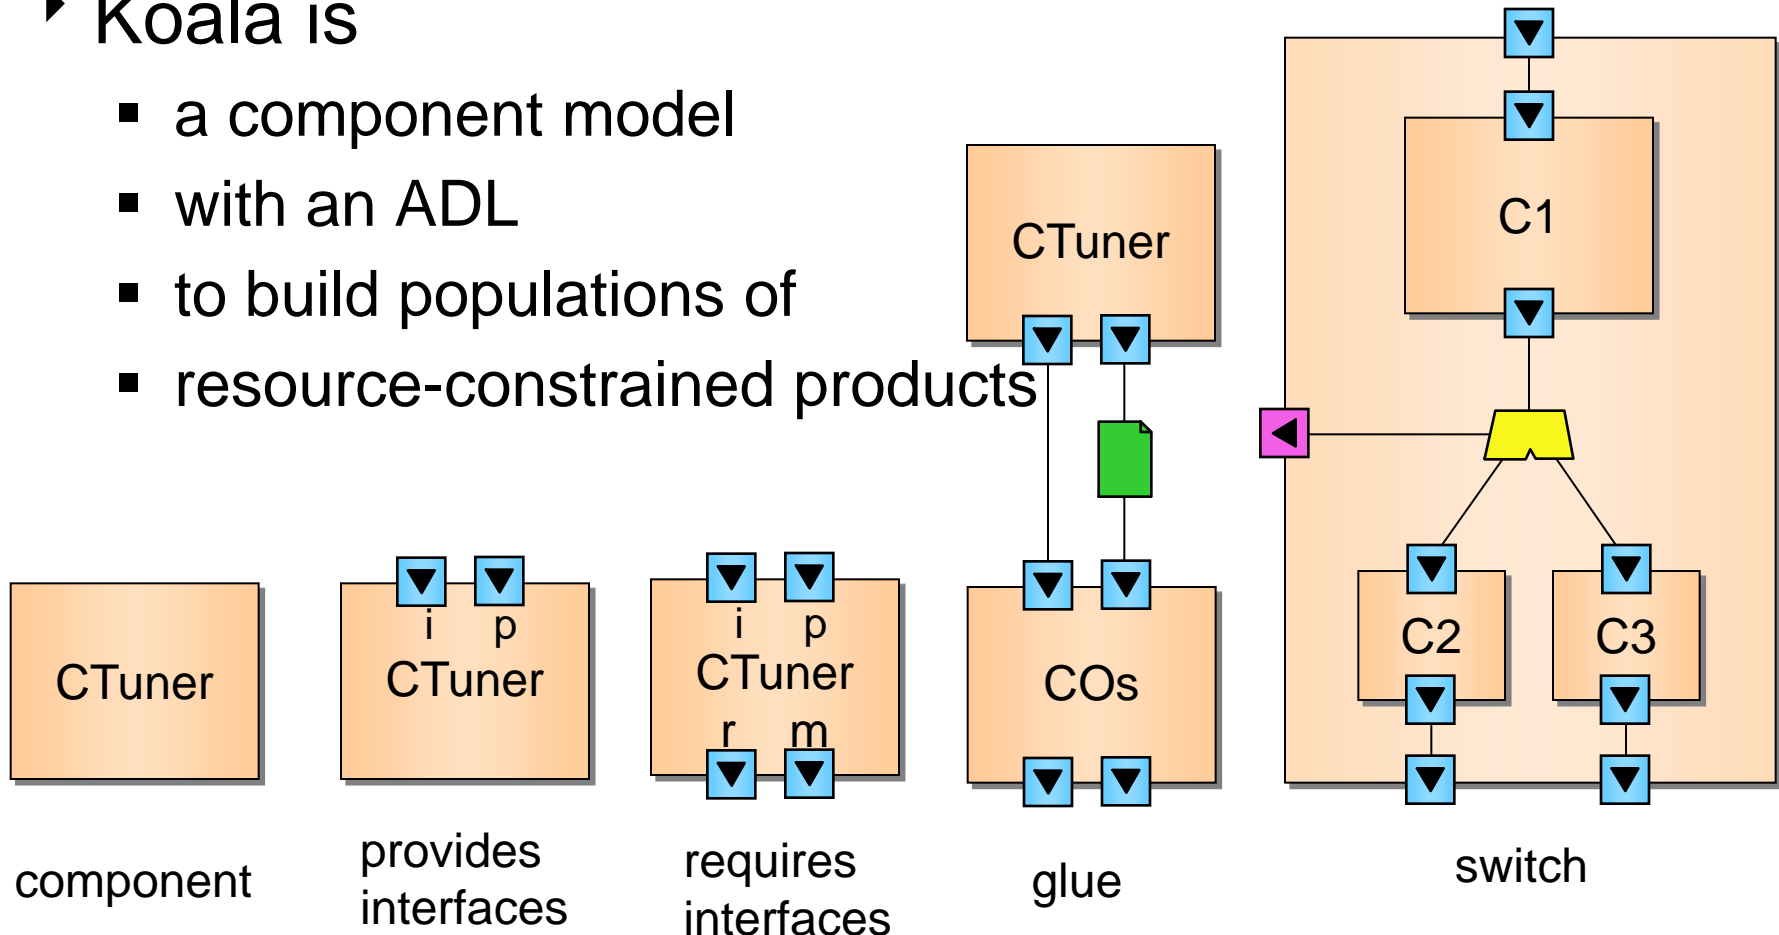 Koala is
▪ a component model
▪ with an ADL
▪ to build populations of
▪ resource-constrained products
CTuner
i p
CTuner
i p
CTuner
r m
CTuner
COs
C1
C2 C3
component
provides
interfaces
requires
interfaces
glue
switch